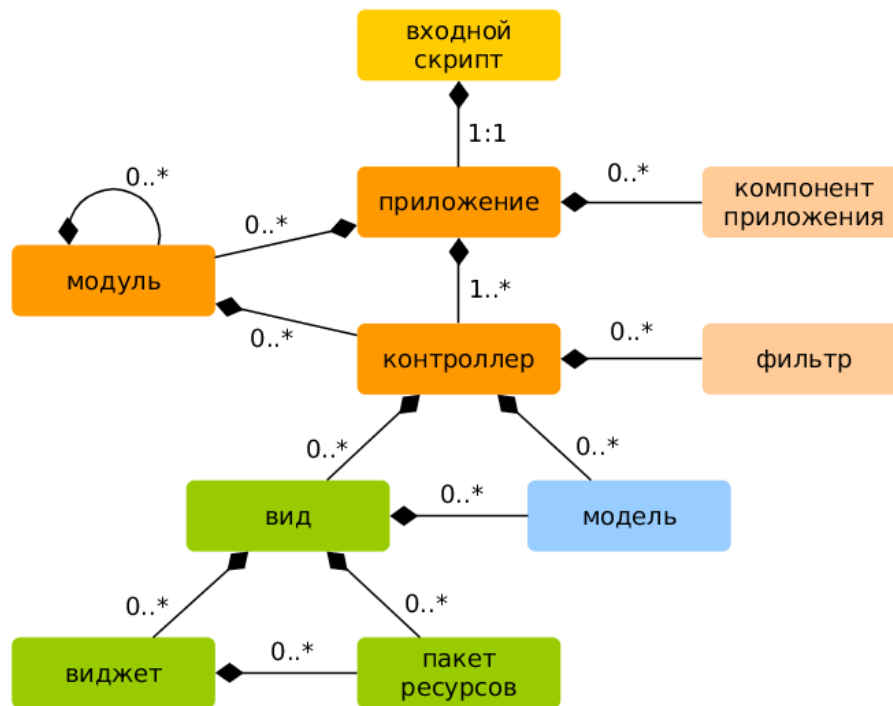 входной
скрипт
1:1
0..*
приложение
0..*
компонент
приложения
0..*
модуль
1..*
0..*
контроллер
0..*
фильтр
0..*
0..*
вид
0..*
модель
0..*
0..*
виджет
0..*
пакет
ресурсов